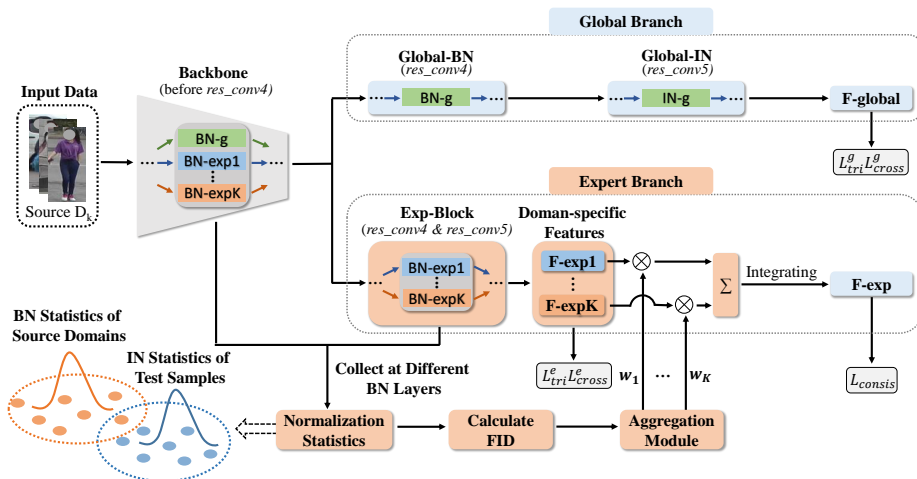 Global Branch
Global-BN
(res_conv4)
Global-IN
(res_conv5)
Backbone
(before res_conv4)
Input Data
BN-g
BN-g
IN-g
F-global
BN-exp1
BN-expK
Source D_k
L^g_tri L^g_cross
Expert Branch
Exp-Block
(res_conv4 & res_conv5)
Doman-specific
Features
BN-exp1
BN-expK
F-exp1
F-expK
Σ
Integrating
F-exp
BN Statistics of
Source Domains
IN Statistics of
Test Samples
Collect at Different
BN Layers
L^e_tri L^e_cross
w_1 ... w_K
L_consis
Normalization
Statistics
Calculate
FID
Aggregation
Module